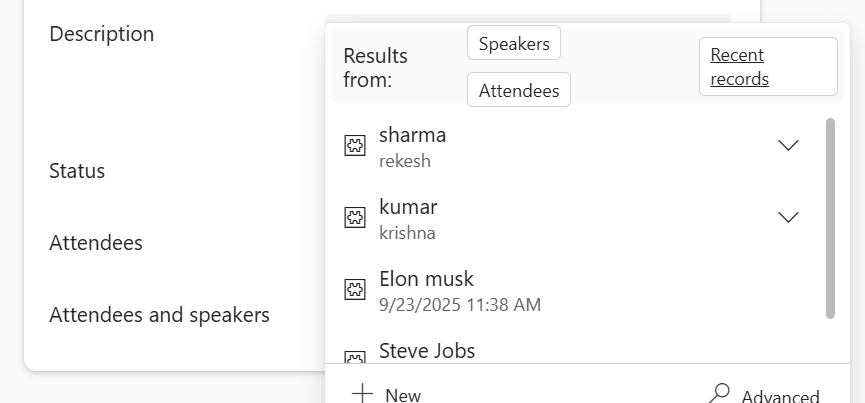 Description
Status
Attendees
Attendees and speakers
Results
from:
Speakers
Attendees
Recent
records
sharma
rekesh
kumar
krishna
Elon musk
9/23/2025 11:38 AM
Steve Jobs
New
Advanced